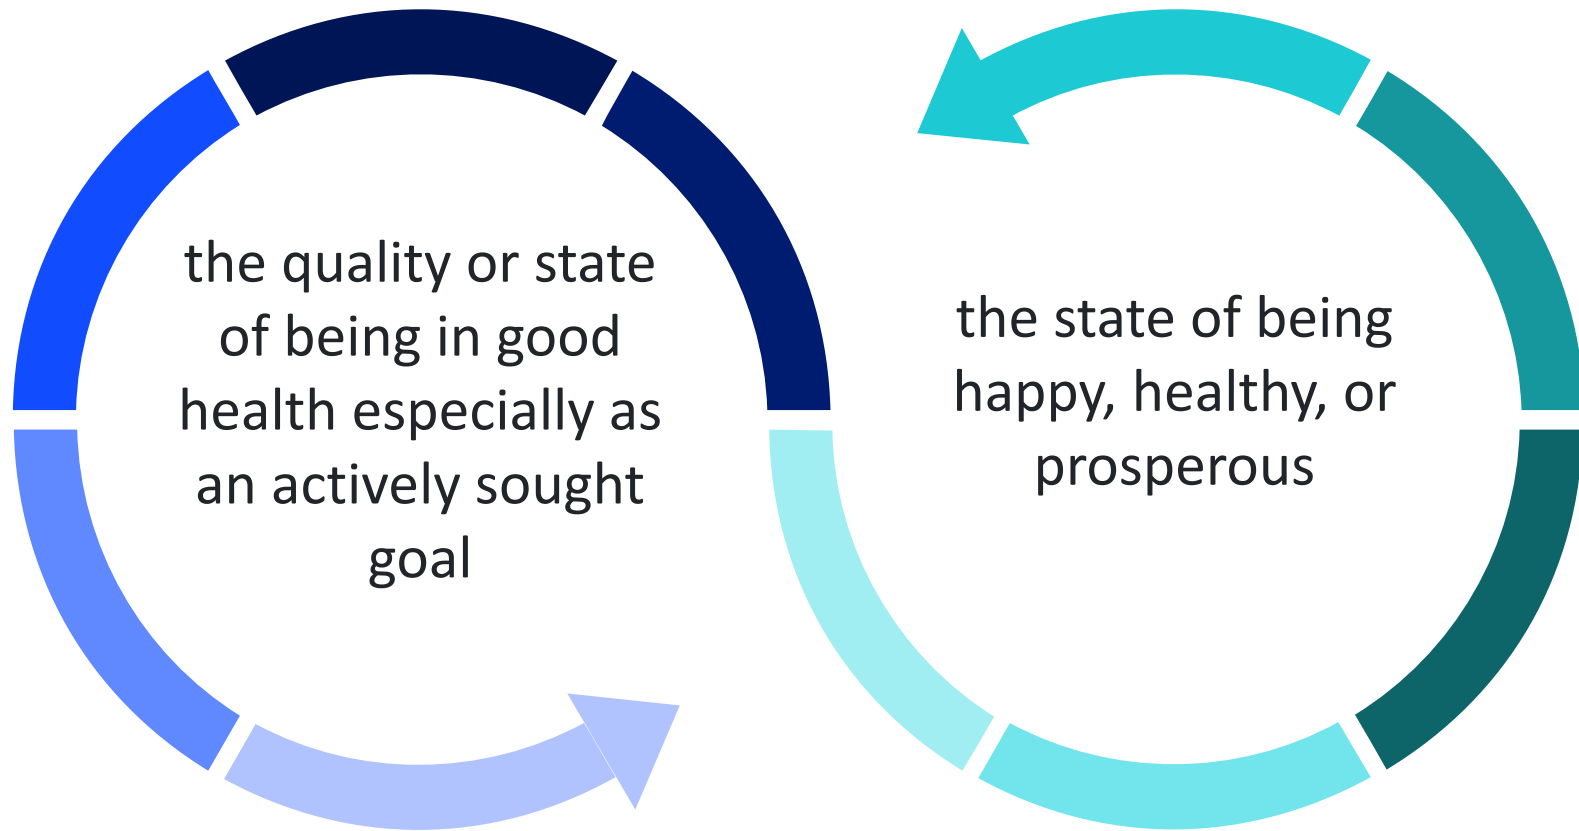 the quality or state
of being in good
health especially as
an actively sought
goal
the state of being
happy, healthy, or
prosperous